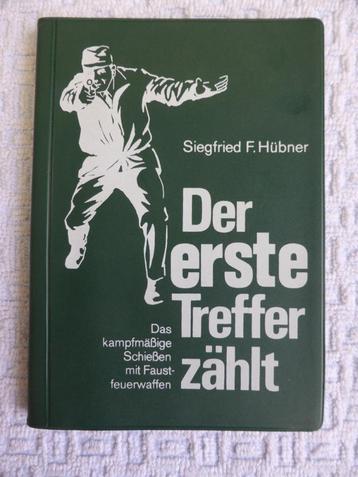 Siegfried F. Hübner
Der
erste
Treffer
zählt
Das
kampfmäßige
Schießen
mit Faust-
feuerwaffen